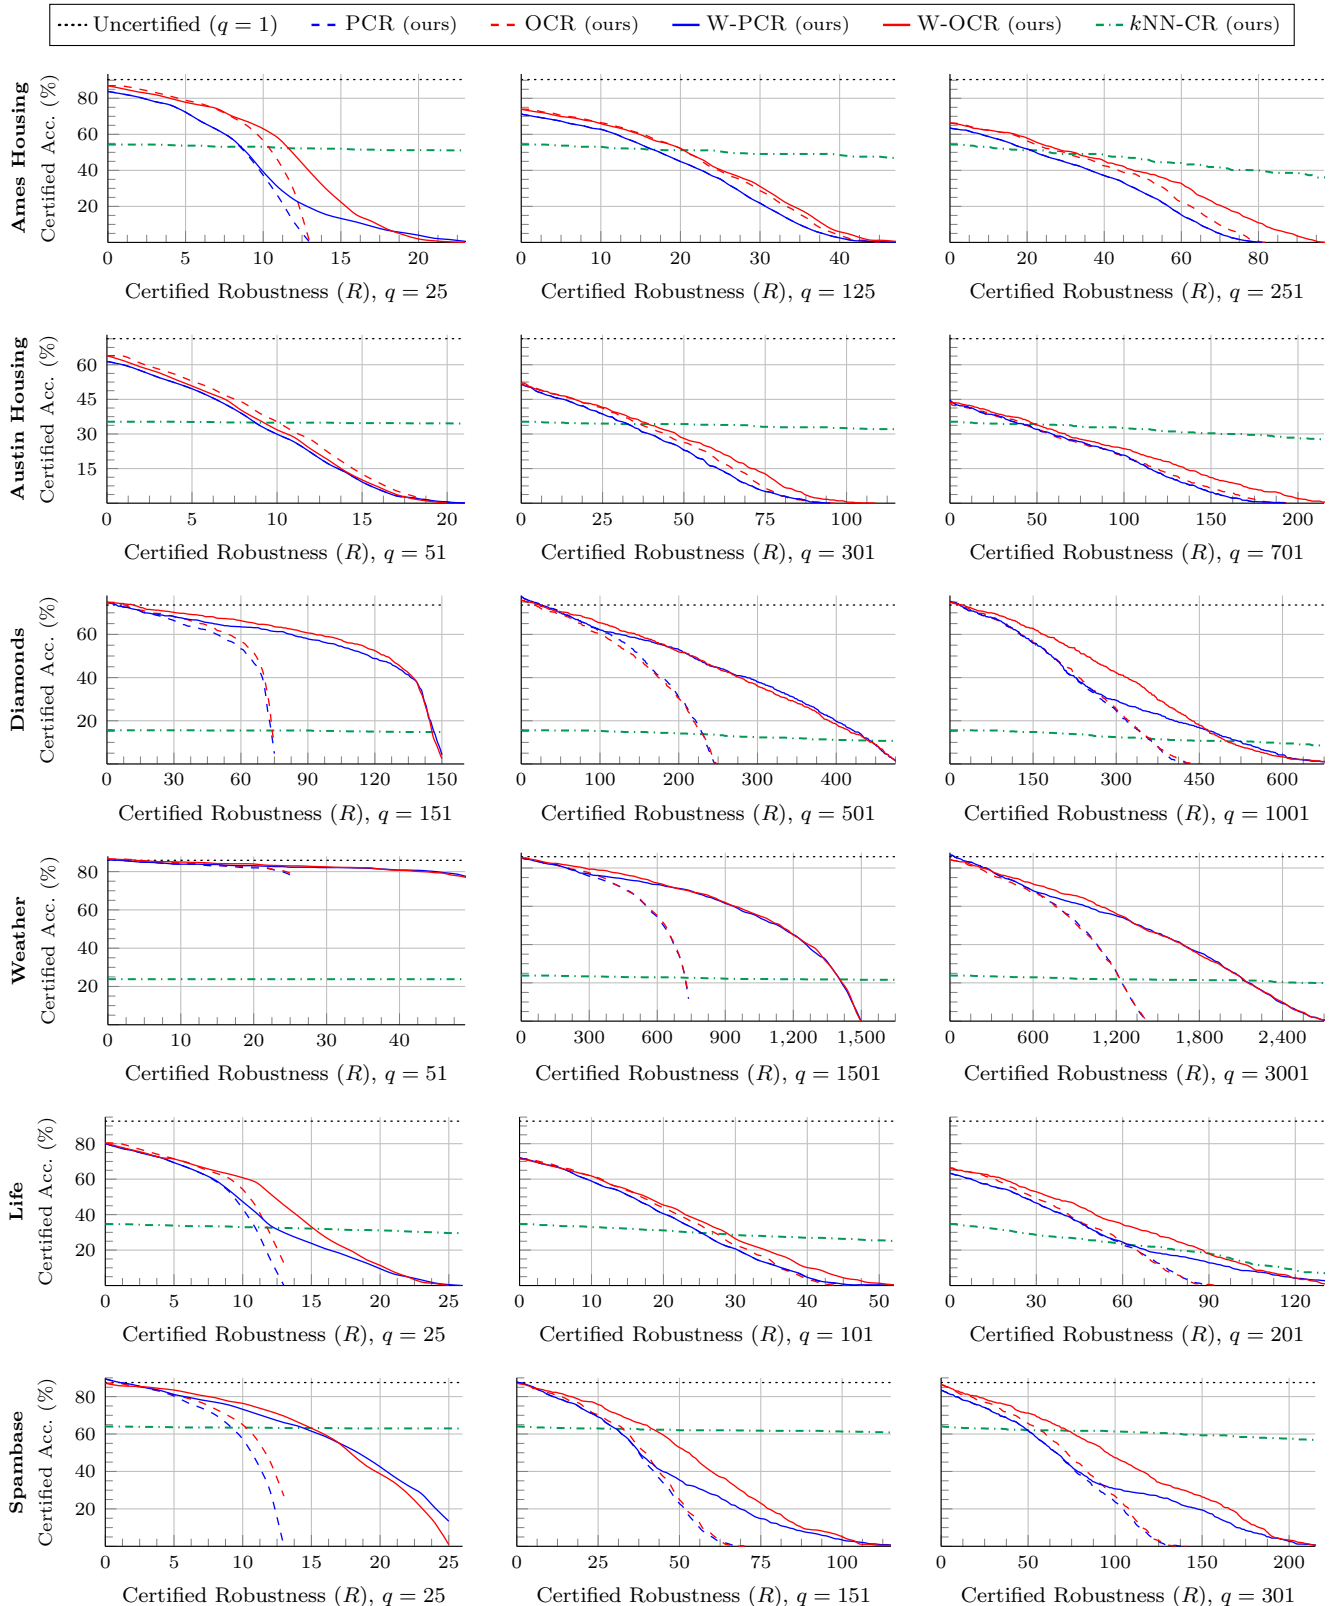 Uncertified (q = 1) PCR (ours) OCR (ours) W-PCR (ours) W-OCR (ours) kNN-CR (ours)
Ames Housing
Certified Acc. (%)
80
60
40
20
0 5 10 15 20
Certified Robustness (R), q = 25
0 10 20 30 40
Certified Robustness (R), q = 125
0 20 40 60 80
Certified Robustness (R), q = 251
Austin Housing
Certified Acc. (%)
60
45
30
15
0 5 10 15 20
Certified Robustness (R), q = 51
0 25 50 75 100
Certified Robustness (R), q = 301
0 50 100 150 200
Certified Robustness (R), q = 701
Diamonds
Certified Acc. (%)
60
40
20
0 30 60 90 120 150
Certified Robustness (R), q = 151
0 100 200 300 400
Certified Robustness (R), q = 501
0 150 300 450 600
Certified Robustness (R), q = 1001
Weather
Certified Acc. (%)
80
60
40
20
0 10 20 30 40
Certified Robustness (R), q = 51
0 300 600 900 1,200 1,500
Certified Robustness (R), q = 1501
0 600 1,200 1,800 2,400
Certified Robustness (R), q = 3001
Life
Certified Acc. (%)
80
60
40
20
0 5 10 15 20 25
Certified Robustness (R), q = 25
0 10 20 30 40 50
Certified Robustness (R), q = 101
0 30 60 90 120
Certified Robustness (R), q = 201
Spambase
Certified Acc. (%)
80
60
40
20
0 5 10 15 20 25
Certified Robustness (R), q = 25
0 25 50 75 100
Certified Robustness (R), q = 151
0 50 100 150 200
Certified Robustness (R), q = 301